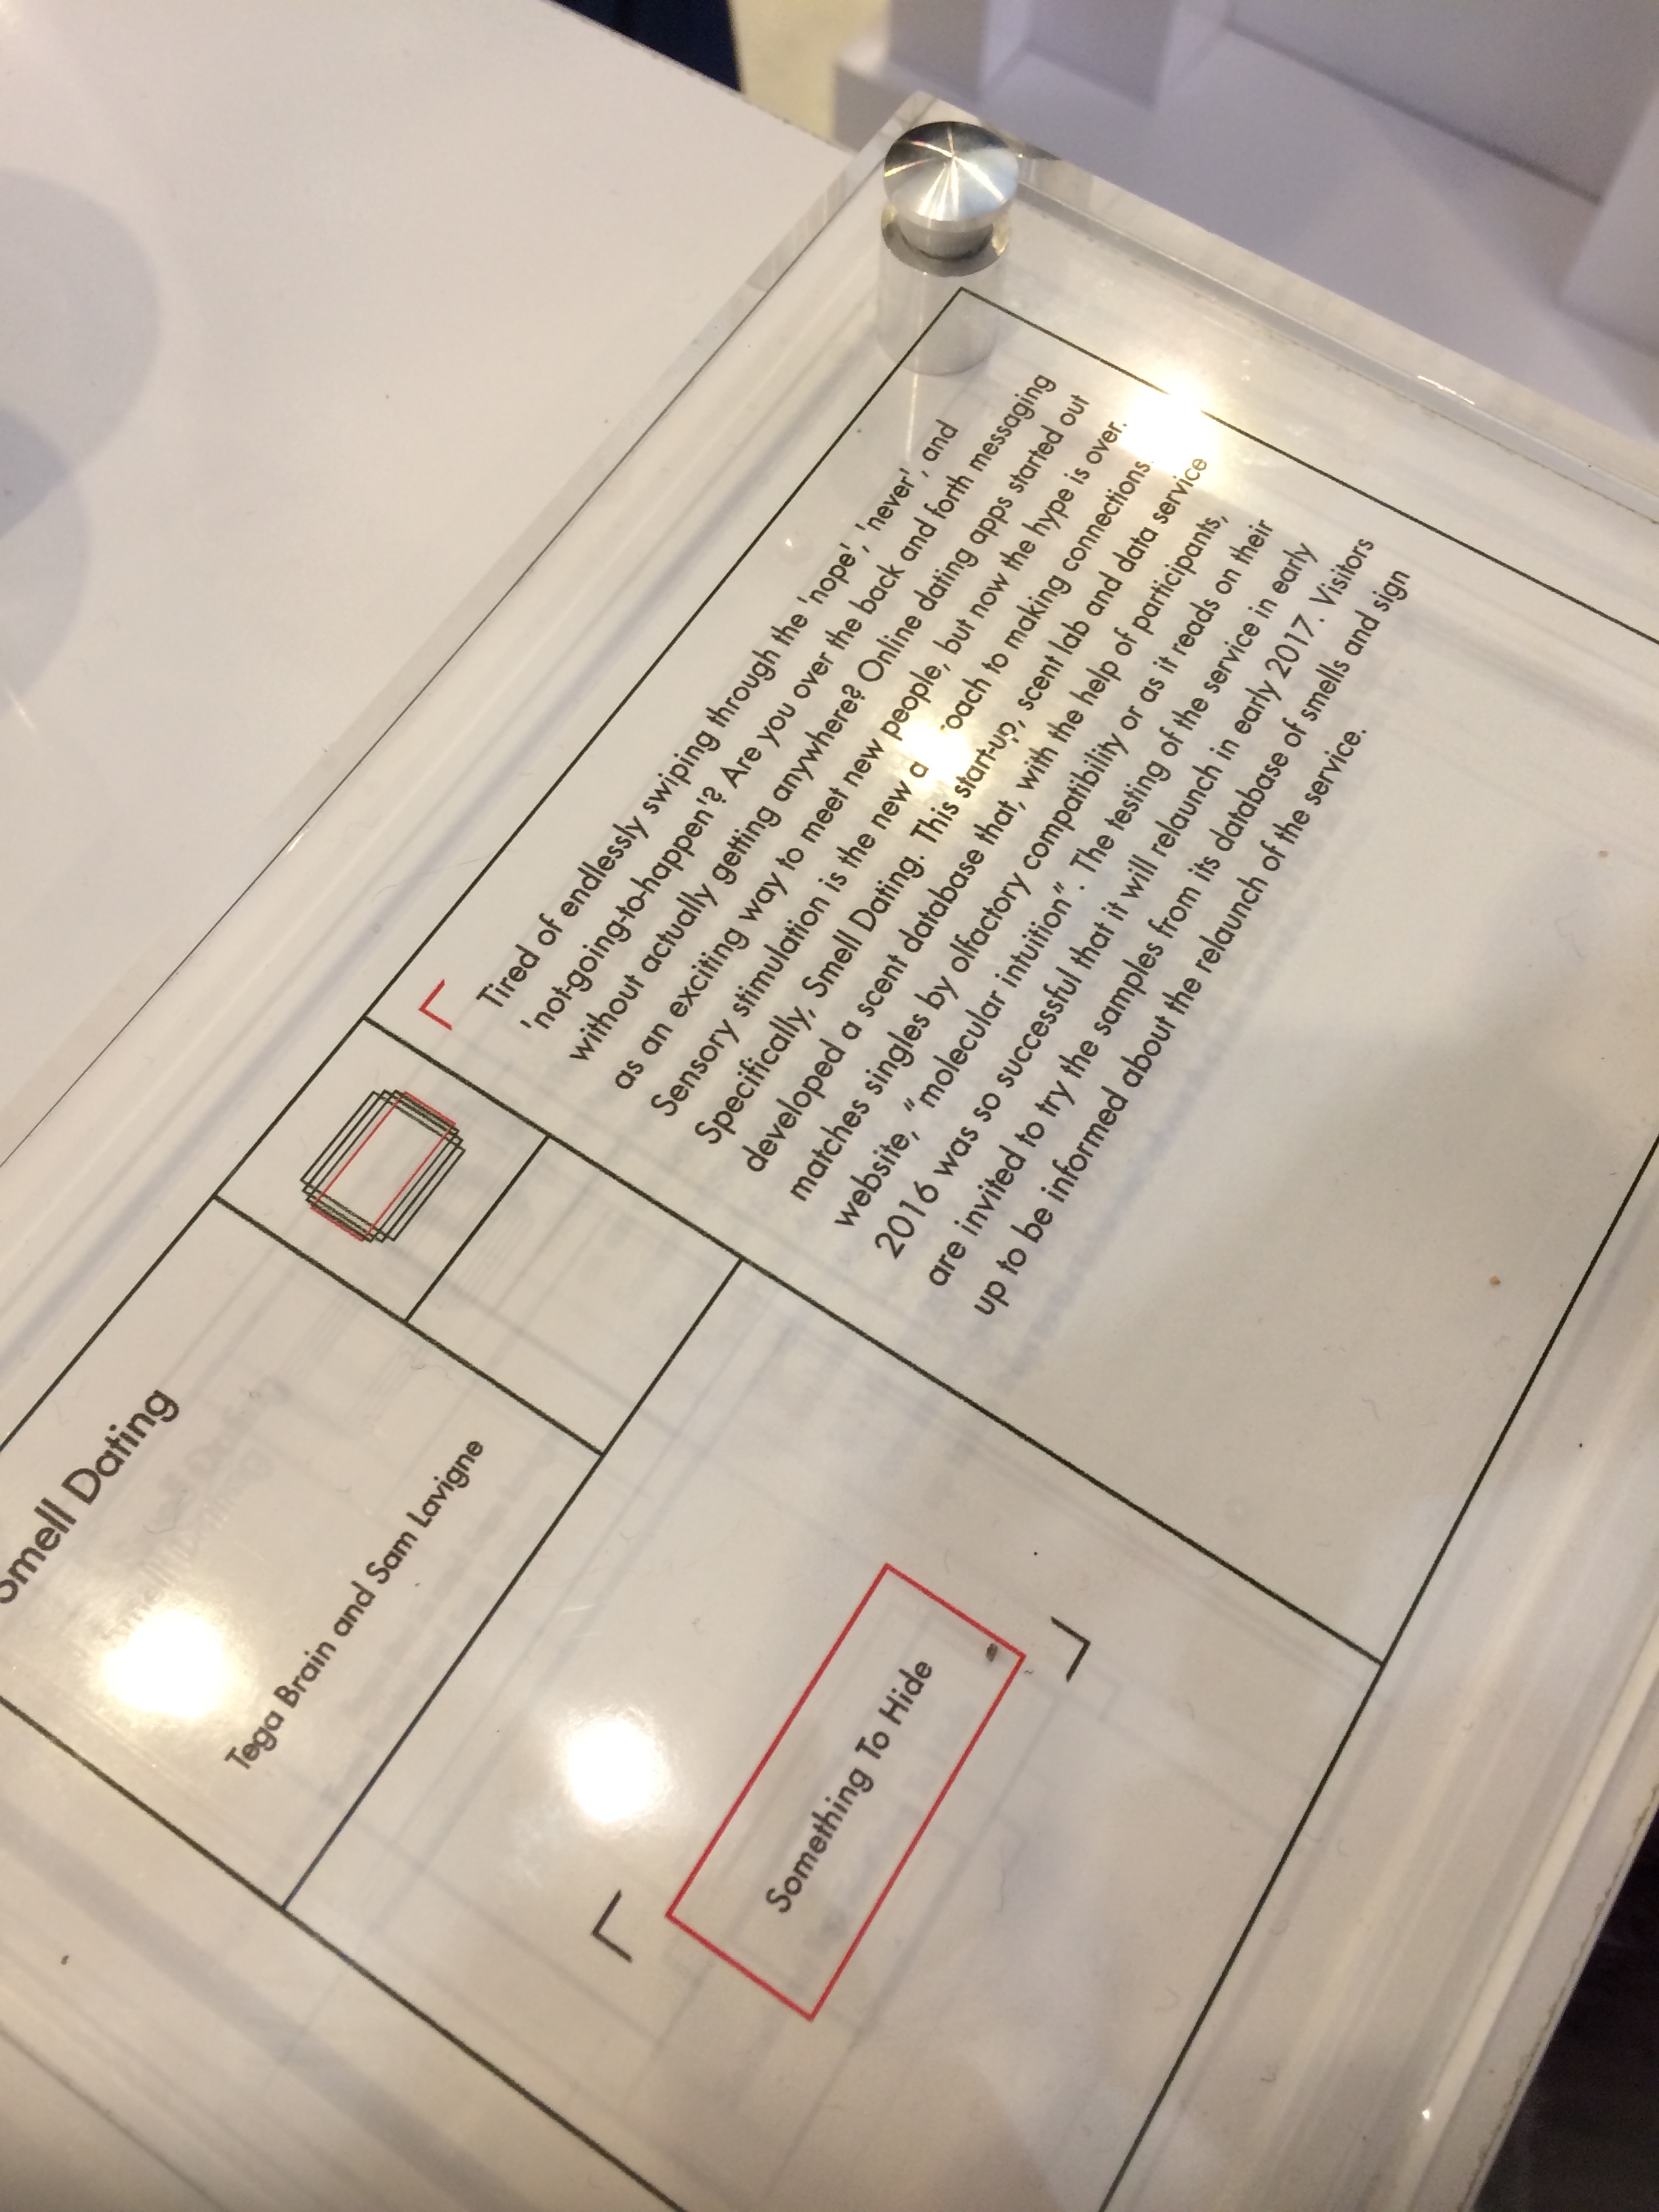 Smell Dating
Tega Brain and Sam Lavigne
Something To Hide
Tired of endlessly swiping through the 'nope', 'never', and
'not-going-to-happen'? Are you over the back and forth messaging
without actually getting anywhere? Online dating apps started out
as an exciting way to meet new people, but now the hype is over.
Sensory stimulation is the new a oach to making connections.
Specifically, Smell Dating. This start-up, scent lab and data service
developed a scent database that, with the help of participants,
matches singles by olfactory compatibility or as it reads on their
website, "molecular intuition". The testing of the service in early
2016 was so successful that it will relaunch in early 2017. Visitors
are invited to try the samples from its database of smells and sign
up to be informed about the relaunch of the service.